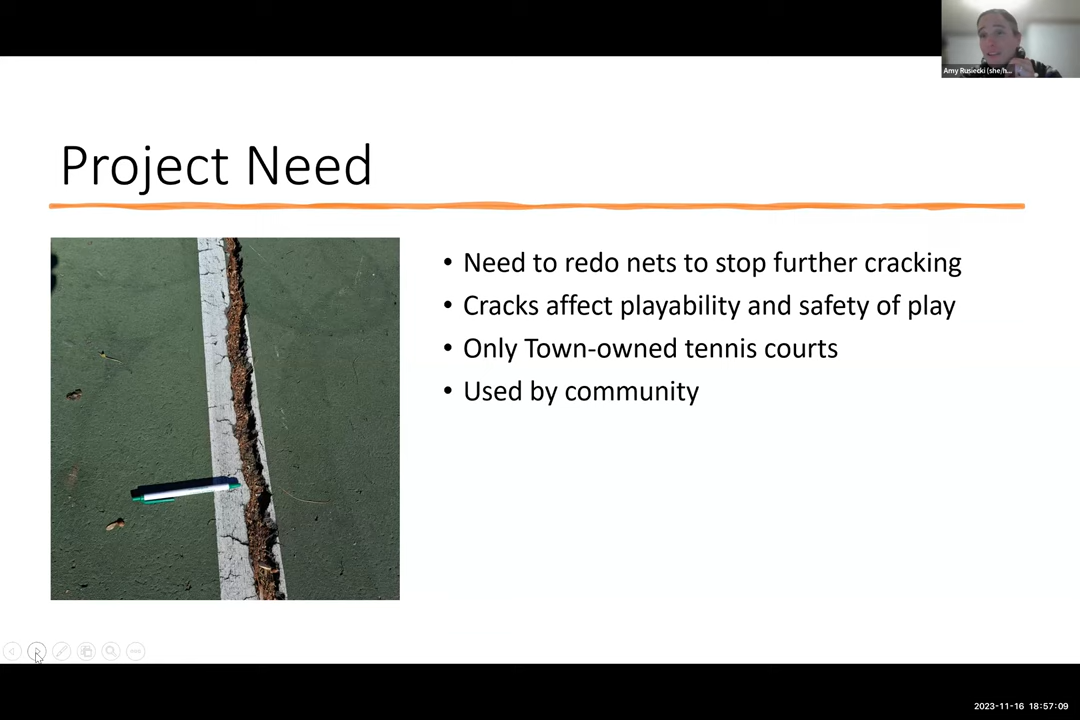 Amy Rusiecki (she/h...
Project Need
• Need to redo nets to stop further cracking
• Cracks affect playability and safety of play
• Only Town-owned tennis courts
• Used by community
2023-11-16 18:57:09